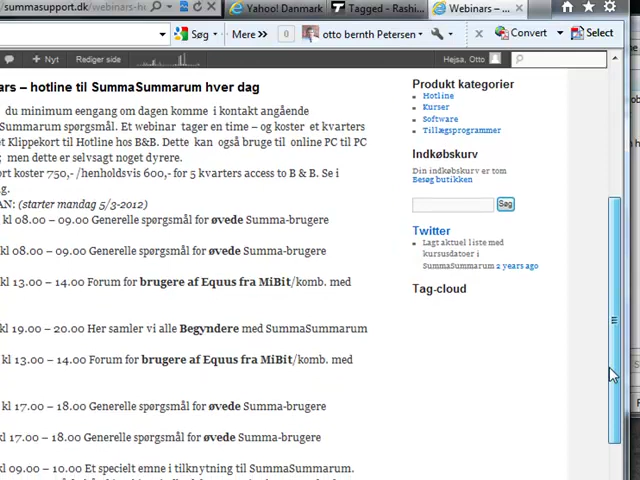 /summasupport.dk/webinars-h
Yahoo! Danmark
Tagged - Rashi...
Webinars – ...
Søg
Mere »
0
otto bernth Petersen
Convert
Select
Nyt
Rediger side
Hejsa, Otto
ars – hotline til SummaSummarum hver dag
du minimum eengang om dagen komme i kontakt angående
SummaSummarum spørgsmål. Et webinar tager en time – og koster et kvarters
et Klippekort til Hotline hos B&B. Dette kan også bruge til online PC til PC
; men dette er selvsagt noget dyrere.
ort koster 750,- /henholdsvis 600,- for 5 kvarters access to B & B. Se i
g.
AN: (starter mandag 5/3-2012)
kl 08.00 – 09.00 Generelle spørgsmål for øvede Summa-brugere
kl 08.00 – 09.00 Generelle spørgsmål for øvede Summa-brugere
kl 13.00 – 14.00 Forum for brugere af Equus fra MiBit/komb. med
kl 19.00 – 20.00 Her samler vi alle Begyndere med SummaSummarum
kl 13.00 – 14.00 Forum for brugere af Equus fra MiBit/komb. med
kl 17.00 – 18.00 Generelle spørgsmål for øvede Summa-brugere
kl 17.00 – 18.00 Generelle spørgsmål for øvede Summa-brugere
kl 09.00 – 10.00 Et specielt emne i tilknytning til SummaSummarum.
Produkt kategorier
Hotline
Kurser
Software
Tillægsprogrammer
Indkøbskurv
Din indkøbskurv er tom
Besøg butikken
Søg
Twitter
Lagt aktuel liste med
kursusdatoer i
SummaSummarum 2 years ago
Tag-cloud